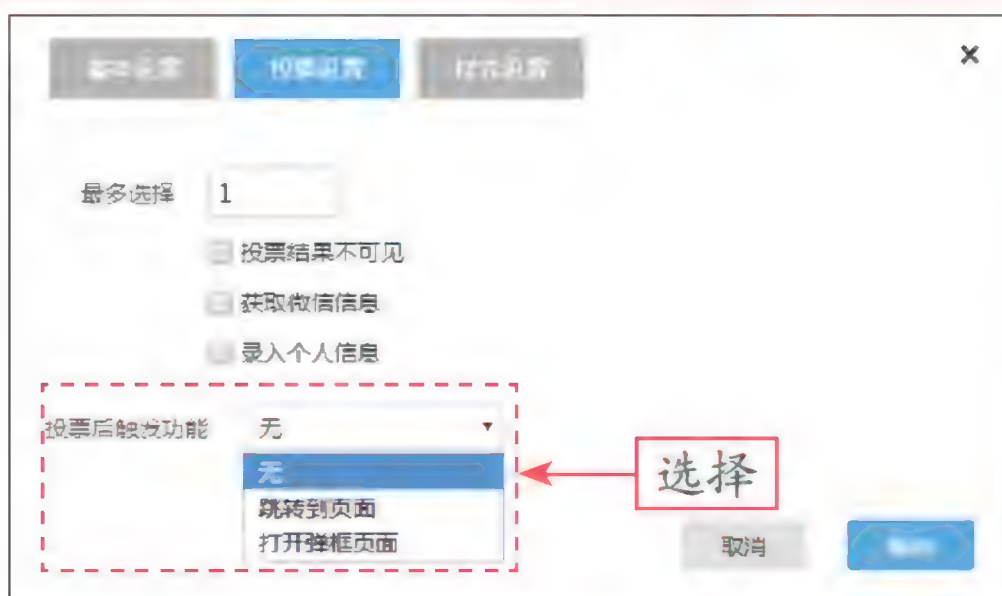 投票设置
×
最多选择 1
投票结果不可见
获取微信信息
录入个人信息
投票后触发功能 无
无
选择
跳转到页面
打开弹框页面
取消